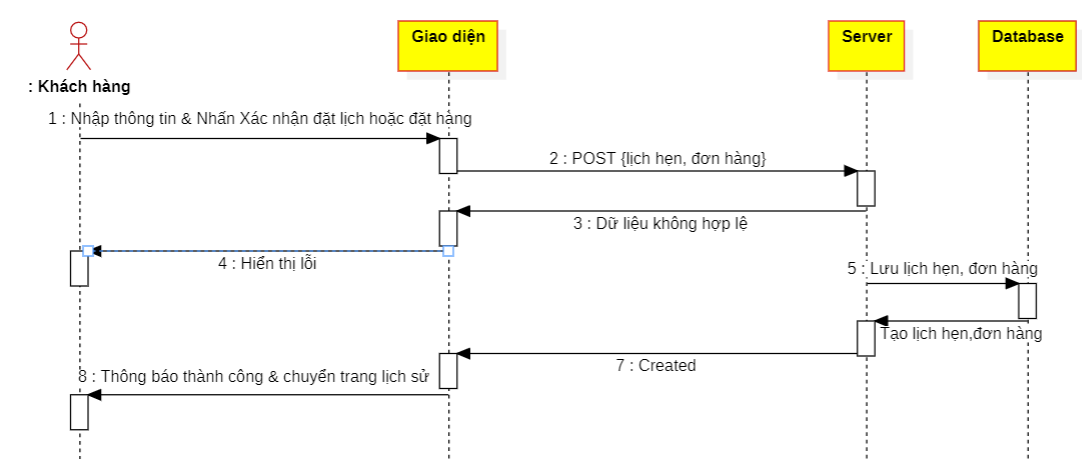 Giao diện
Server
Database
: Khách hàng
1 : Nhập thông tin & Nhấn Xác nhận đặt lịch hoặc đặt hàng
2 : POST {lịch hẹn, đơn hàng}
3 : Dữ liệu không hợp lệ
4 : Hiển thị lỗi
5 : Lưu lịch hẹn, đơn hàng
Tạo lịch hẹn,đơn hàng
7 : Created
8 : Thông báo thành công & chuyển trang lịch sử